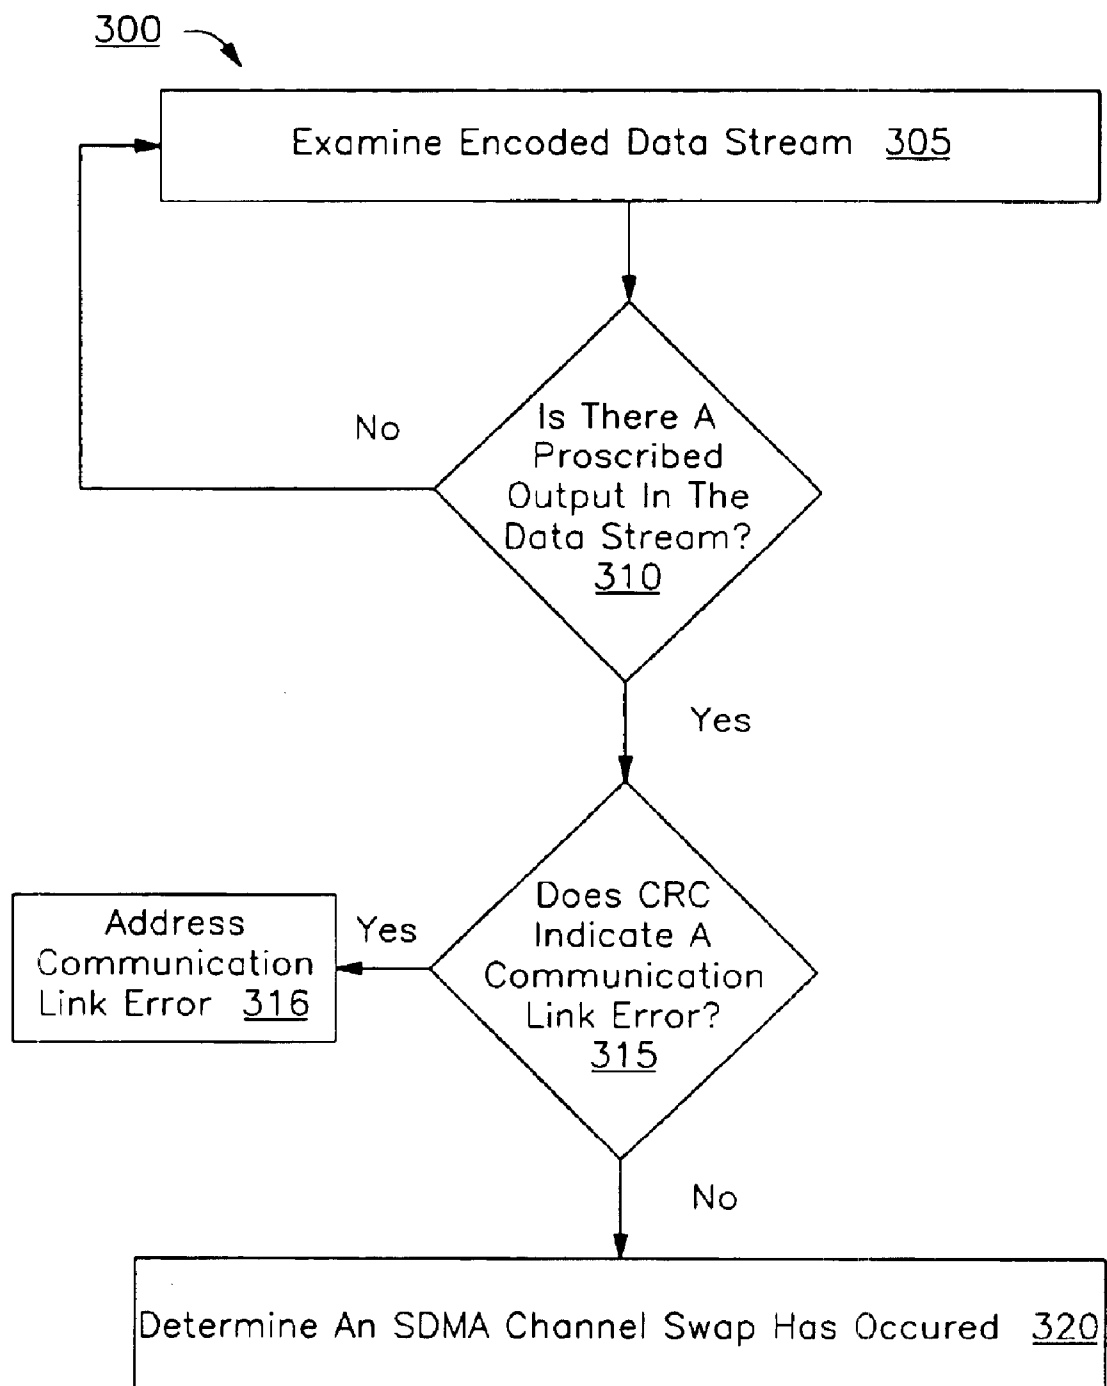 300
Examine Encoded Data Stream 305
Is There A
Proscribed
Output In The
Data Stream?
310
No
Yes
Does CRC
Indicate A
Communication
Link Error?
315
Yes
Address
Communication
Link Error 316
No
Determine An SDMA Channel Swap Has Occured 320